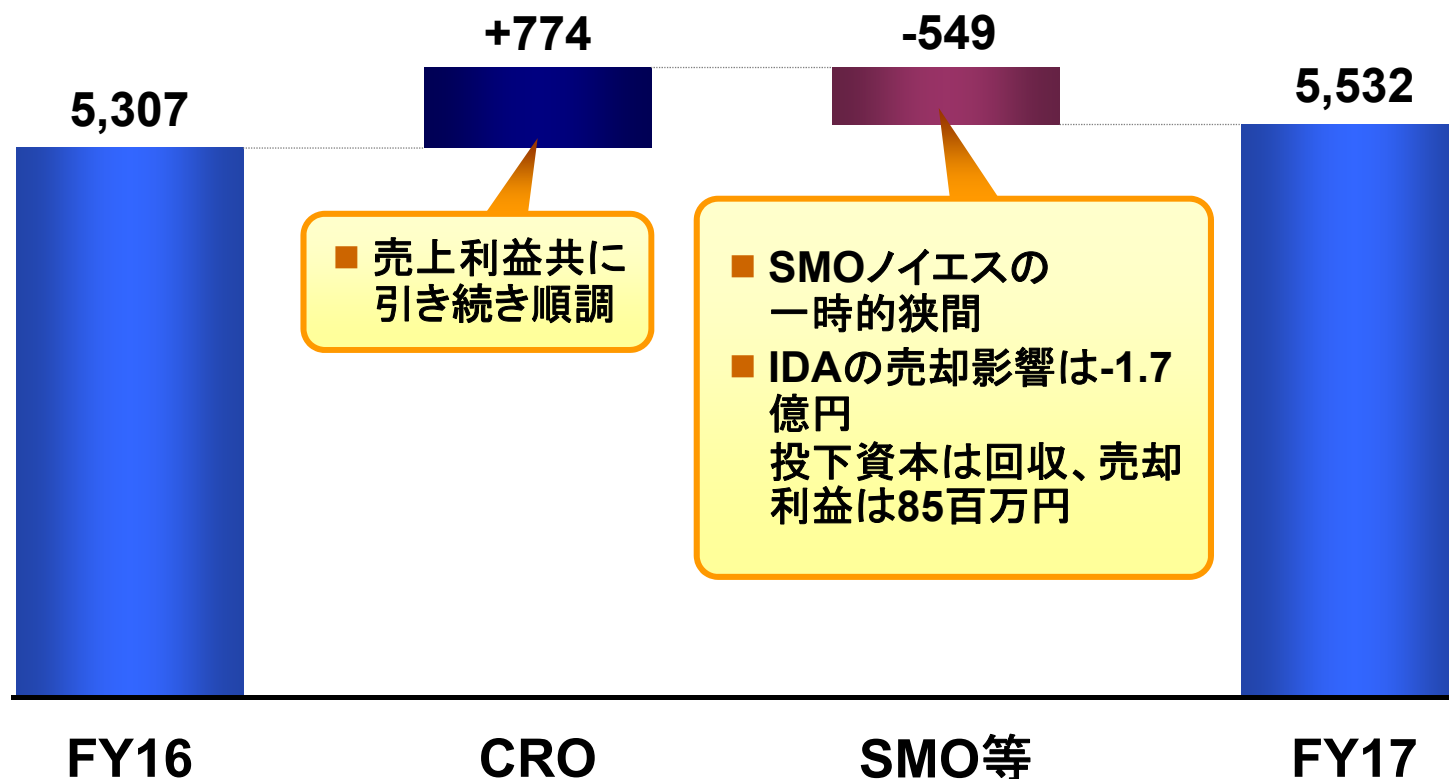 +774
-549
5,307
5,532
■ 売上利益共に
引き続き順調
■ SMOノイエスの
一時的狭間
■ IDAの売却影響は-1.7
億円
投下資本は回収、売却
利益は85百万円
FY16
CRO
SMO等
FY17